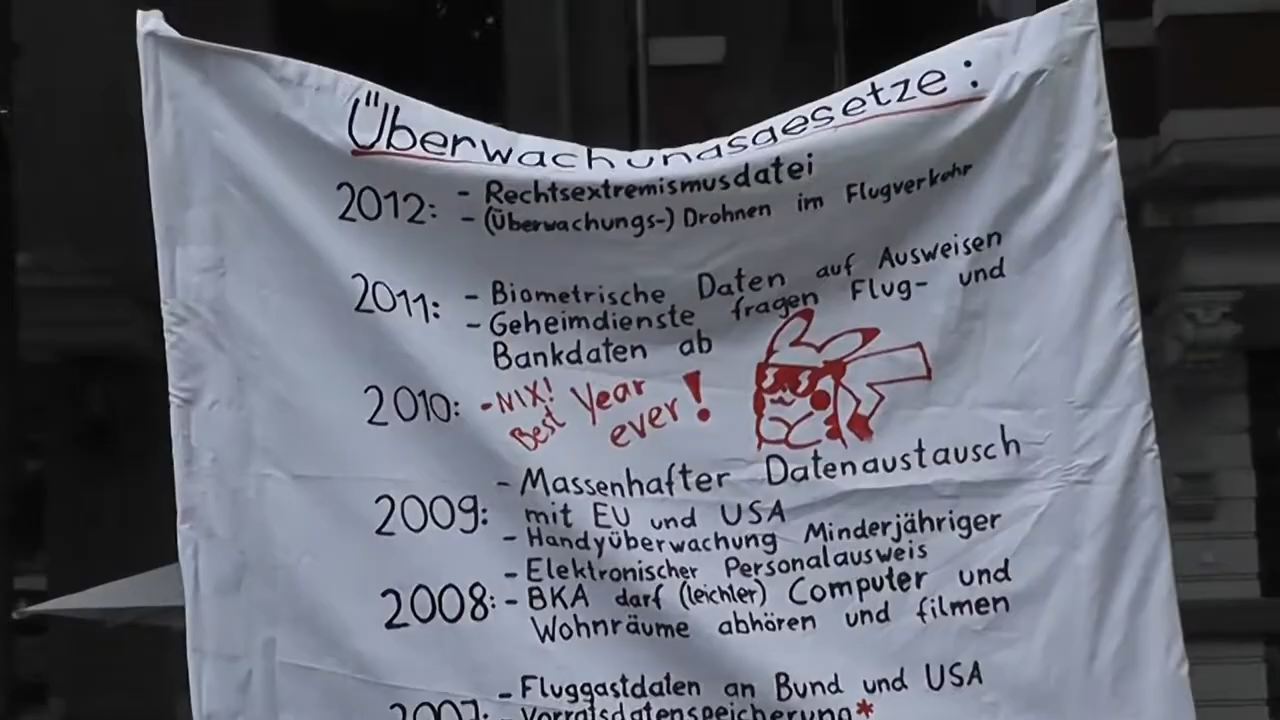 Überwachungsgesetze:
2012: - Rechtsextremismusdatei
- (Überwachungs-) Drohnen im Flugverkehr
2011: - Biometrische Daten auf Ausweisen
- Geheimdienste fragen Flug- und
Bankdaten ab
2010: - NIX!
Best Year
ever!
- Massenhafter Datenaustausch
2009: mit EU und USA
- Handyüberwachung Minderjähriger
- Elektronischer Personalausweis
2008: - BKA darf (leichter) Computer und
Wohnräume abhören und filmen
- Fluggastdaten an Bund und USA
2007: - Vorratsdatenspeicherung*